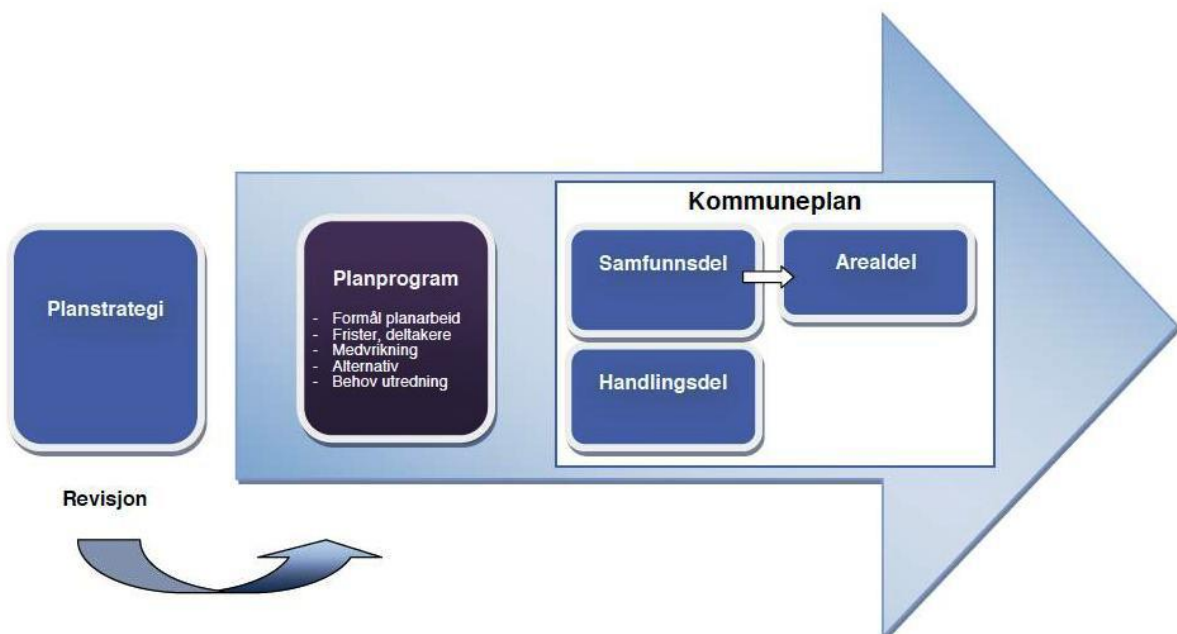 Planstrategi
Planprogram
- Formål planarbeid
- Frister, deltakere
- Medvrikning
- Alternativ
- Behov utredning
Kommuneplan
Samfunnsdel
Arealdel
Handlingsdel
Revisjon